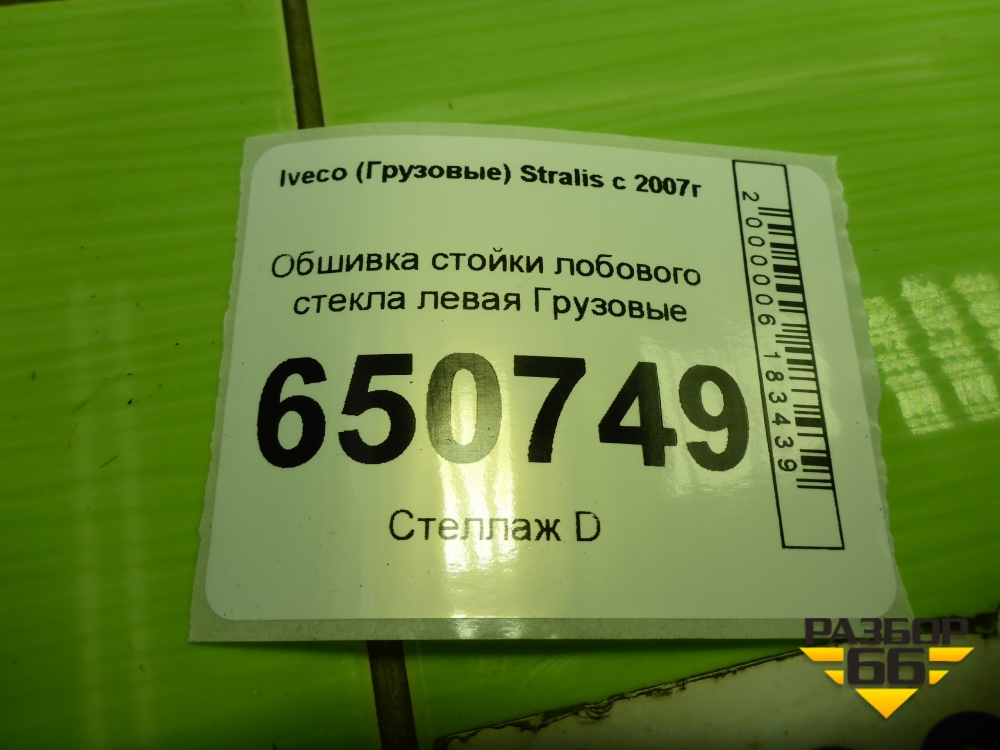 Iveco (Грузовые) Stralis с 2007г
Обшивка стойки лобового
стекла левая Грузовые
650749
Стеллаж D
2000006183439
РАЗБОР
66